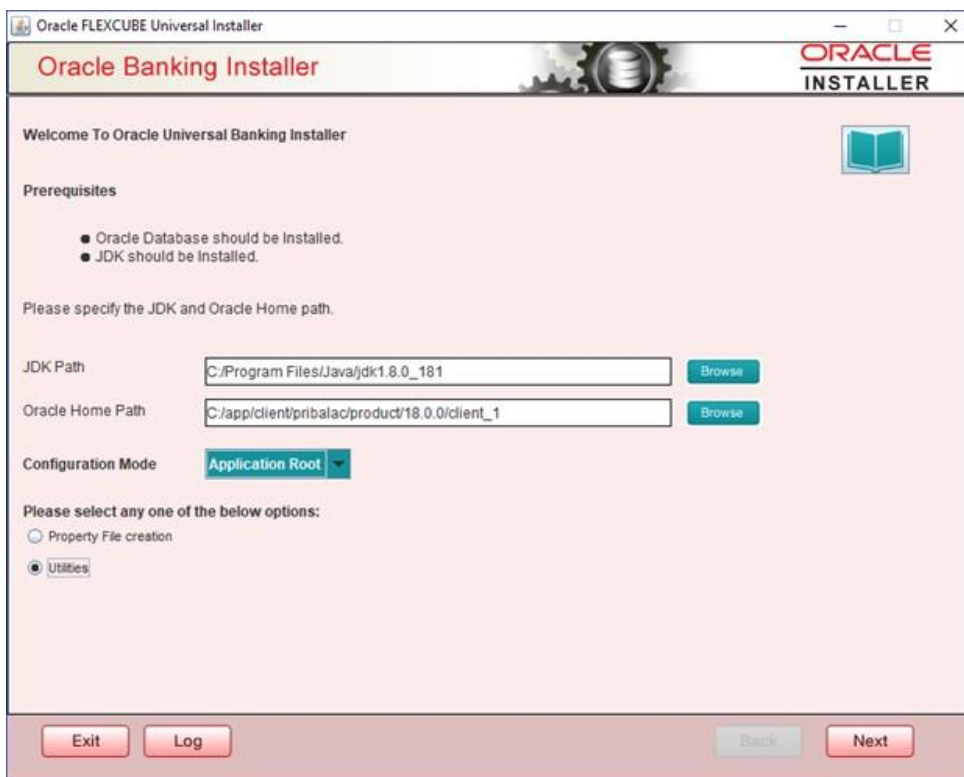 Oracle FLEXCUBE Universal Installer
Oracle Banking Installer
ORACLE
INSTALLER
Welcome To Oracle Universal Banking Installer
Prerequisites
Oracle Database should be Installed.
JDK should be Installed.
Please specify the JDK and Oracle Home path.
JDK Path C:/Program Files/Java/jdk1.8.0_181 Browse
Oracle Home Path C:/app/client/pribalac/product/18.0.0/client_1 Browse
Configuration Mode Application Root
Please select any one of the below options:
Property File creation
Utilities
Exit Log Back Next